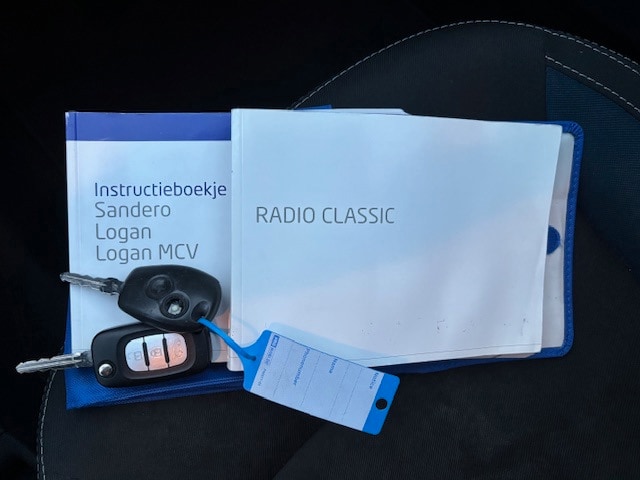 Instructieboekje
Sandero
Logan
Logan MCV
RADIO CLASSIC